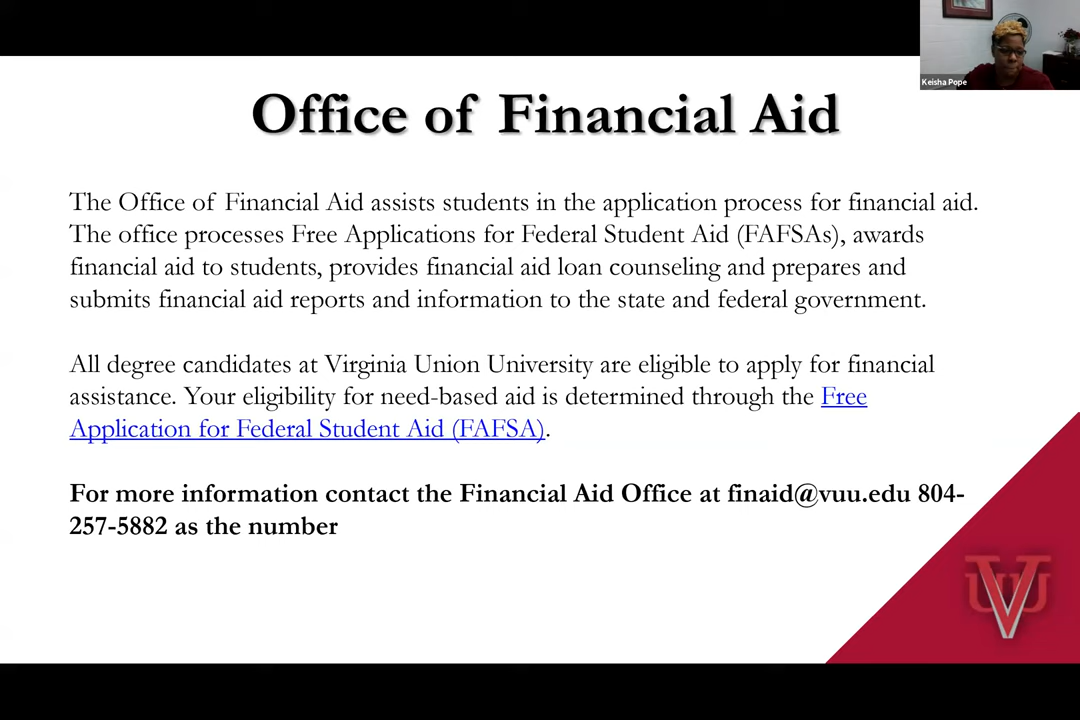 Keisha Pope
Office of Financial Aid
The Office of Financial Aid assists students in the application process for financial aid.
The office processes Free Applications for Federal Student Aid (FAFSAs), awards
financial aid to students, provides financial aid loan counseling and prepares and
submits financial aid reports and information to the state and federal government.
All degree candidates at Virginia Union University are eligible to apply for financial
assistance. Your eligibility for need-based aid is determined through the Free
Application for Federal Student Aid (FAFSA).
For more information contact the Financial Aid Office at finaid@vuu.edu 804-
257-5882 as the number
VUU